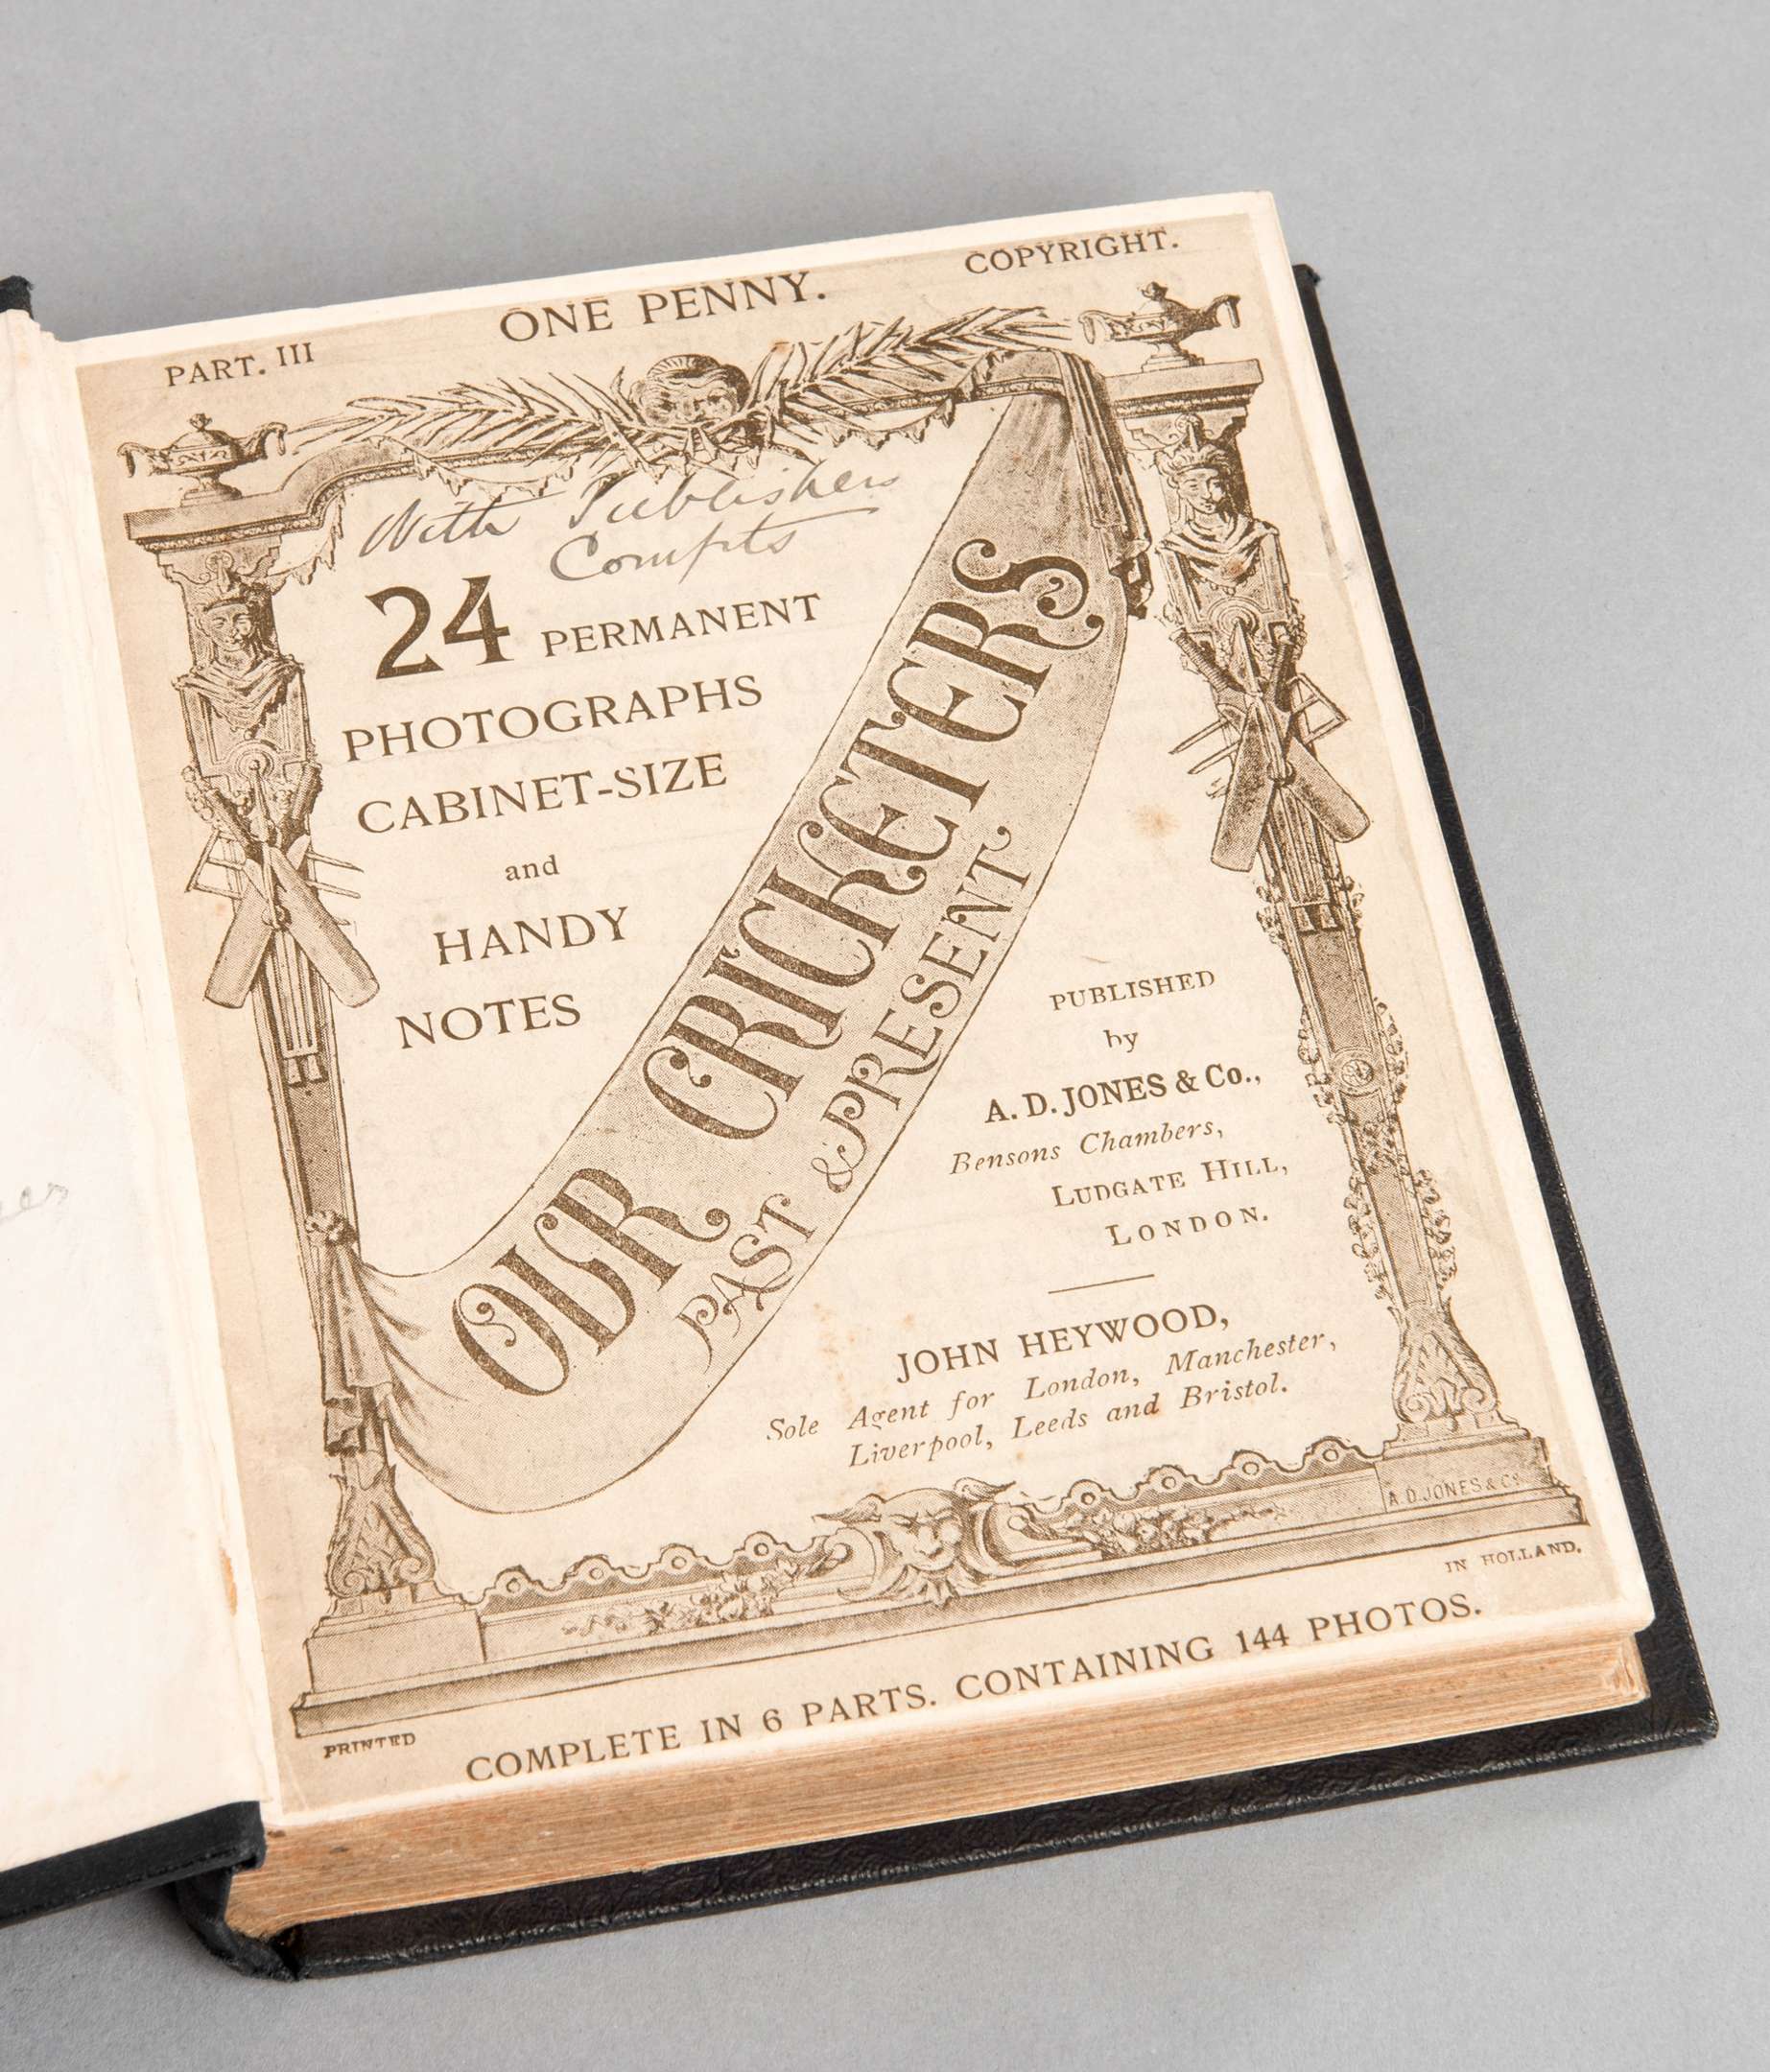 PART. III
ONE PENNY.
COPYRIGHT.
With Publishers
Compts
24 PERMANENT
PHOTOGRAPHS
CABINET-SIZE
and
HANDY
NOTES
OUR CRICKETERS
PAST & PRESENT
PUBLISHED
by
A. D. JONES & Co.,
Bensons Chambers,
LUDGATE HILL,
LONDON.
JOHN HEYWOOD,
Sole Agent for London, Manchester,
Liverpool, Leeds and Bristol.
A.D.JONES & Co.
PRINTED
IN HOLLAND.
COMPLETE IN 6 PARTS. CONTAINING 144 PHOTOS.